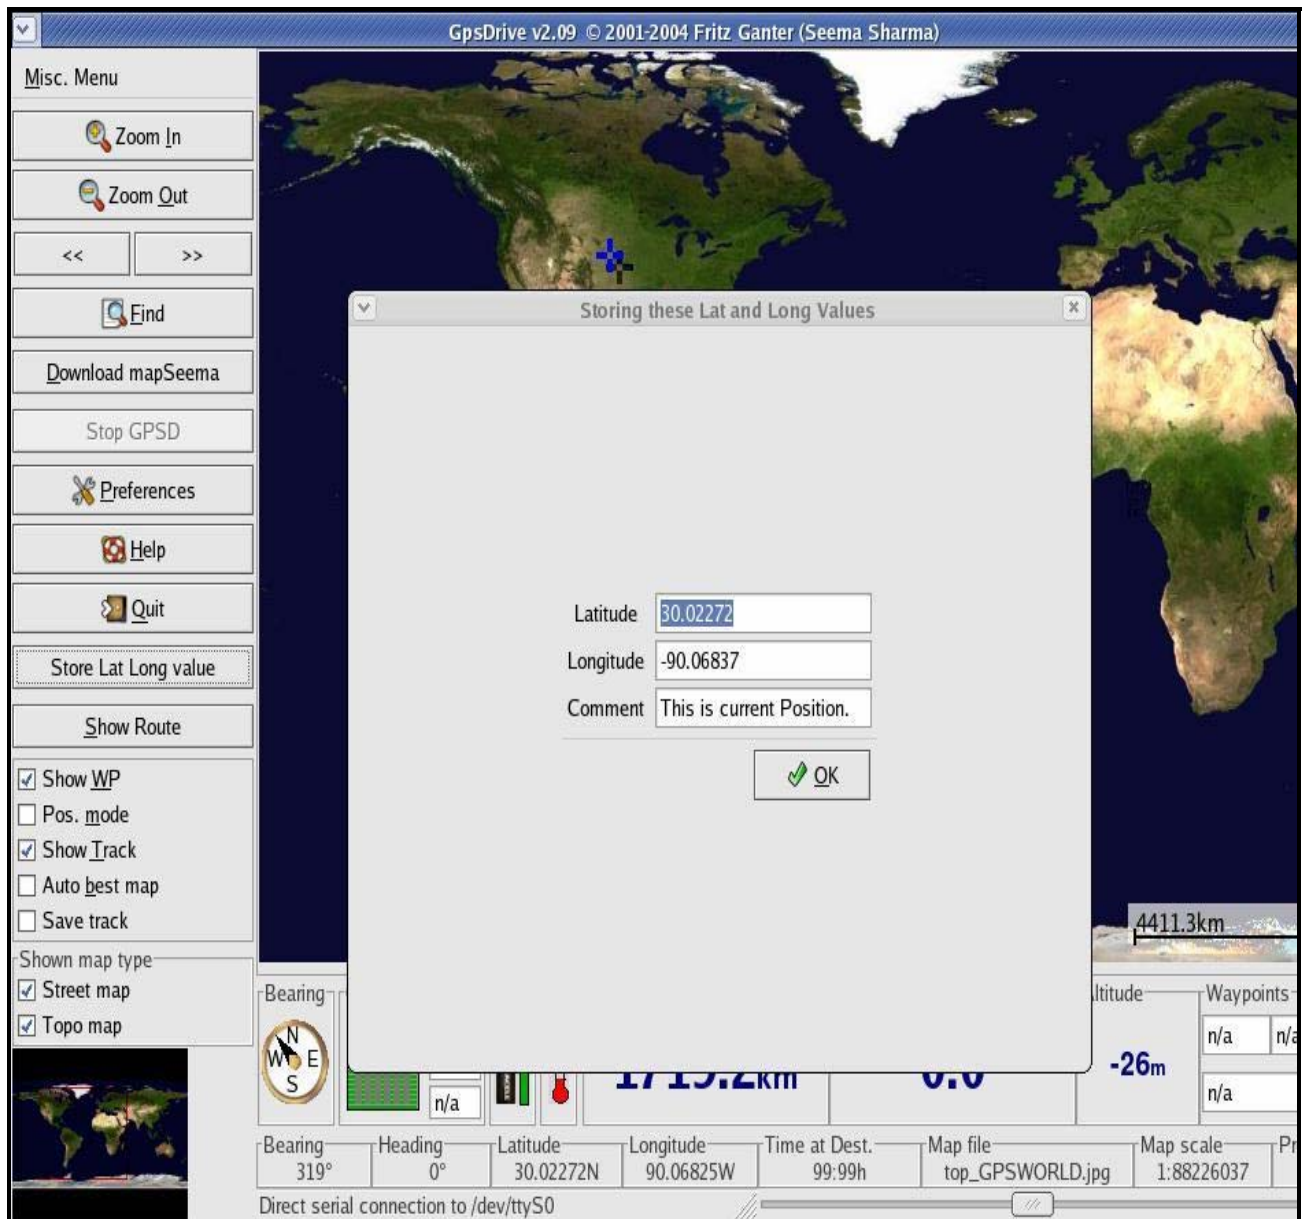 GpsDrive v2.09 © 2001-2004 Fritz Ganter (Seema Sharma)
Misc. Menu
Zoom In
Zoom Out
<< >>
Find
Download mapSeema
Stop GPSD
Preferences
Help
Quit
Store Lat Long value
Show Route
Show WP
Pos. mode
Show Track
Auto best map
Save track
Shown map type
Street map
Topo map
Storing these Lat and Long Values
Latitude 30.02272
Longitude -90.06837
Comment This is current Position.
OK
4411.3km
Bearing
N
W E
S
n/a
1719.2km
0.0
ltitude
-26m
Waypoints
n/a n/a
n/a
Bearing Heading Latitude Longitude Time at Dest. Map file Map scale Pr
319° 0° 30.02272N 90.06825W 99:99h top_GPSWORLD.jpg 1:88226037
Direct serial connection to /dev/ttyS0